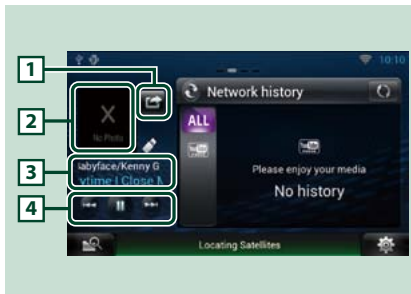 1
2
3
4
10:10
Network history
ALL
No Photo
Please enjoy your media
No history
abyface/Kenny G
ytime I Close
Locating Satellites